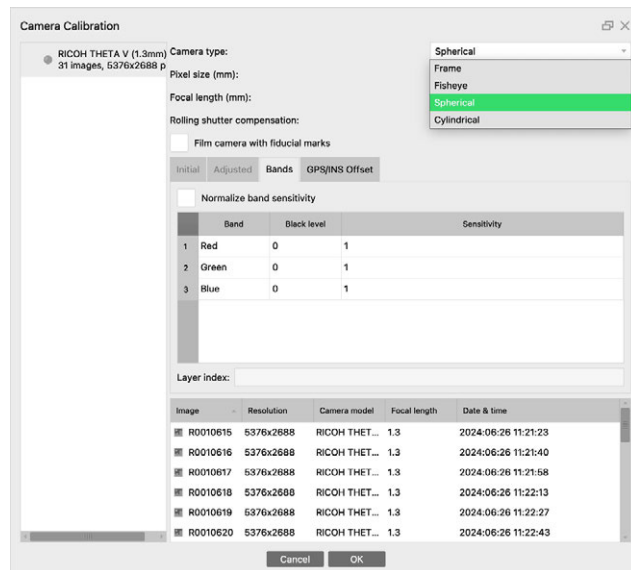 Camera Calibration
RICOH THETA V (1.3mm)
31 images, 5376x2688 p
Camera type:
Spherical
Frame
Fisheye
Spherical
Cylindrical
Pixel size (mm):
Focal length (mm):
Rolling shutter compensation:
Film camera with fiducial marks
Initial Adjusted Bands GPS/INS Offset
Normalize band sensitivity
Band Black level Sensitivity
1 Red 0 1
2 Green 0 1
3 Blue 0 1
Layer index:
Image Resolution Camera model Focal length Date & time
R0010615 5376x2688 RICOH THET... 1.3 2024:06:26 11:21:23
R0010616 5376x2688 RICOH THET... 1.3 2024:06:26 11:21:40
R0010617 5376x2688 RICOH THET... 1.3 2024:06:26 11:21:58
R0010618 5376x2688 RICOH THET... 1.3 2024:06:26 11:22:13
R0010619 5376x2688 RICOH THET... 1.3 2024:06:26 11:22:27
R0010620 5376x2688 RICOH THET... 1.3 2024:06:26 11:22:43
Cancel OK